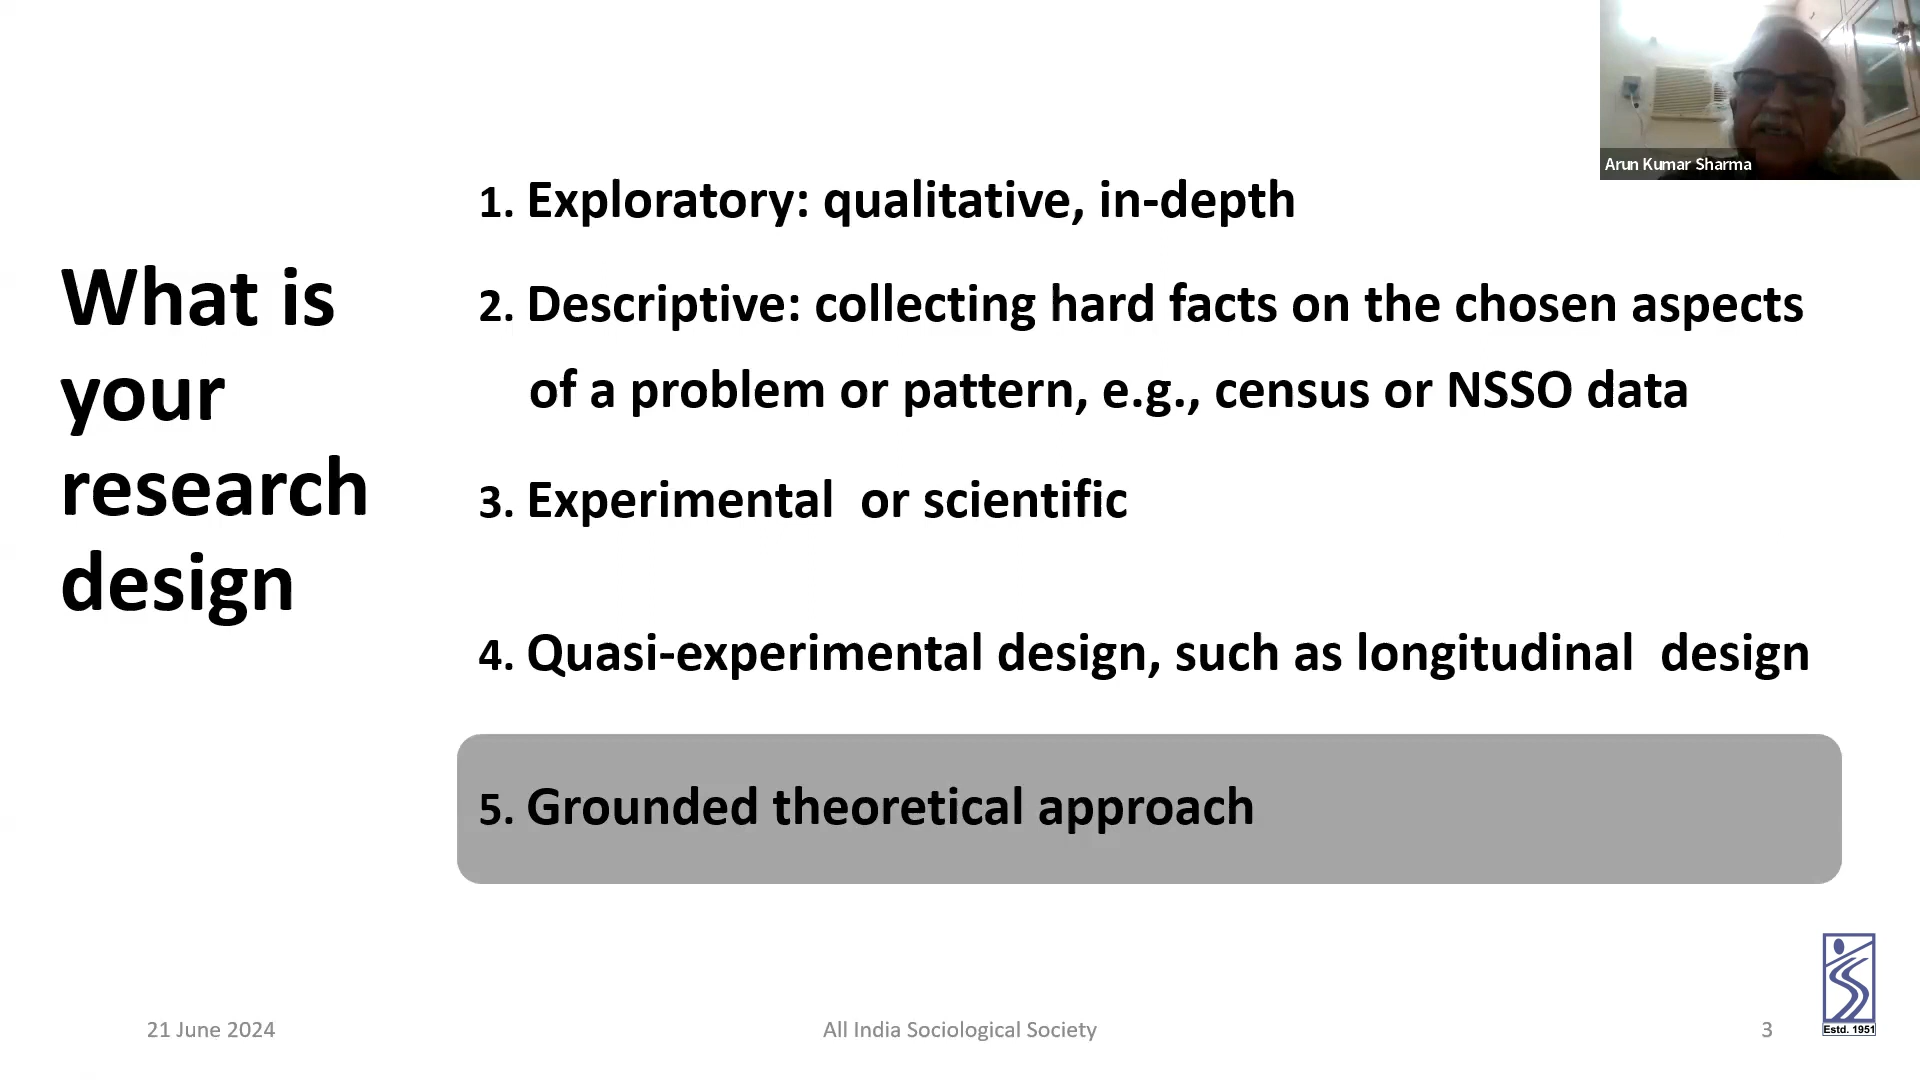 Arun Kumar Sharma
What is
your
research
design
1. Exploratory: qualitative, in-depth
2. Descriptive: collecting hard facts on the chosen aspects
of a problem or pattern, e.g., census or NSSO data
3. Experimental  or scientific
4. Quasi-experimental design, such as longitudinal  design
5. Grounded theoretical approach
Estd. 1951
21 June 2024
All India Sociological Society
3